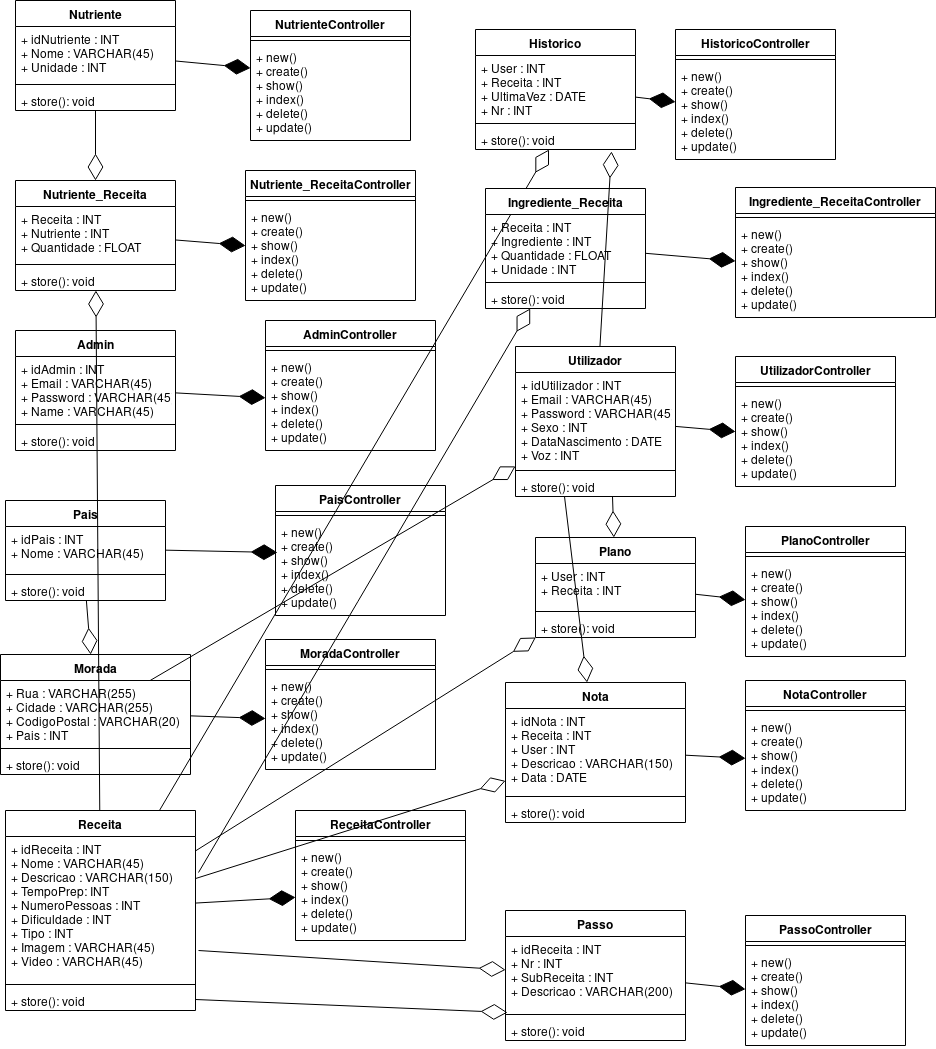 Nutriente
+ idNutriente : INT
+ Nome : VARCHAR(45)
+ Unidade : INT
+ store(): void
NutrienteController
+ new()
+ create()
+ show()
+ index()
+ delete()
+ update()
Historico
+ User : INT
+ Receita : INT
+ UltimaVez : DATE
+ Nr : INT
+ store(): void
HistoricoController
+ new()
+ create()
+ show()
+ index()
+ delete()
+ update()
Nutriente_Receita
+ Receita : INT
+ Nutriente : INT
+ Quantidade : FLOAT
+ store(): void
Nutriente_ReceitaController
+ new()
+ create()
+ show()
+ index()
+ delete()
+ update()
Ingrediente_Receita
+ Receita : INT
+ Ingrediente : INT
+ Quantidade : FLOAT
+ Unidade : INT
+ store(): void
Ingrediente_ReceitaController
+ new()
+ create()
+ show()
+ index()
+ delete()
+ update()
Admin
+ idAdmin : INT
+ Email : VARCHAR(45)
+ Password : VARCHAR(45
+ Name : VARCHAR(45)
+ store(): void
AdminController
+ new()
+ create()
+ show()
+ index()
+ delete()
+ update()
Utilizador
+ idUtilizador : INT
+ Email : VARCHAR(45)
+ Password : VARCHAR(45
+ Sexo : INT
+ DataNascimento : DATE
+ Voz : INT
+ store(): void
UtilizadorController
+ new()
+ create()
+ show()
+ index()
+ delete()
+ update()
Pais
+ idPais : INT
+ Nome : VARCHAR(45)
+ store(): void
PaisController
+ new()
+ create()
+ show()
+ index()
+ delete()
+ update()
Plano
+ User : INT
+ Receita : INT
+ store(): void
PlanoController
+ new()
+ create()
+ show()
+ index()
+ delete()
+ update()
Morada
+ Rua : VARCHAR(255)
+ Cidade : VARCHAR(255)
+ CodigoPostal : VARCHAR(20)
+ Pais : INT
+ store(): void
MoradaController
+ new()
+ create()
+ show()
+ index()
+ delete()
+ update()
Nota
+ idNota : INT
+ Receita : INT
+ User : INT
+ Descricao : VARCHAR(150)
+ Data : DATE
+ store(): void
NotaController
+ new()
+ create()
+ show()
+ index()
+ delete()
+ update()
Receita
+ idReceita : INT
+ Nome : VARCHAR(45)
+ Descricao : VARCHAR(150)
+ TempoPrep: INT
+ NumeroPessoas : INT
+ Dificuldade : INT
+ Tipo : INT
+ Imagem : VARCHAR(45)
+ Video : VARCHAR(45)
+ store(): void
ReceitaController
+ new()
+ create()
+ show()
+ index()
+ delete()
+ update()
Passo
+ idReceita : INT
+ Nr : INT
+ SubReceita : INT
+ Descricao : VARCHAR(200)
+ store(): void
PassoController
+ new()
+ create()
+ show()
+ index()
+ delete()
+ update()